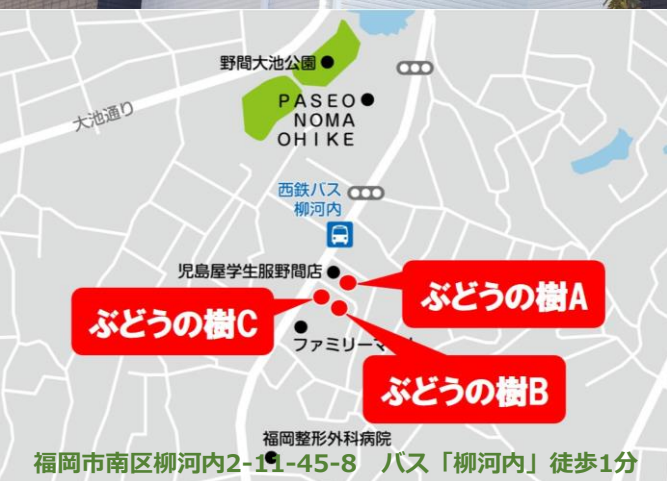 野間大池公園
PASEO
NOMA
OHIKE
大池通り
西鉄バス
柳河内
児島屋学生服野間店
ぶどうの樹A
ぶどうの樹C
ファミリーマ
ぶどうの樹B
福岡整形外科病院
福岡市南区柳河内2-11-45-8 バス「柳河内」徒歩1分